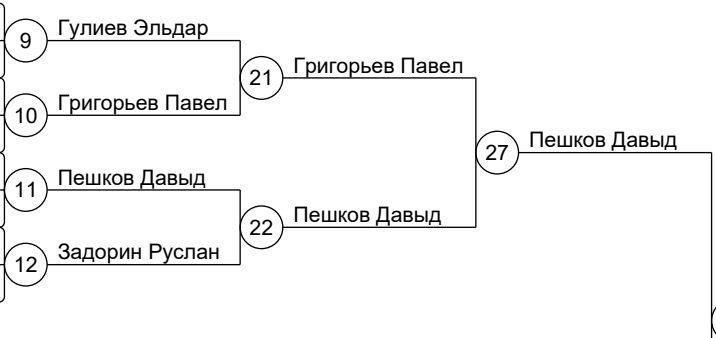 9 Гулиев Эльдар
21 Григорьев Павел
10 Григорьев Павел
27 Пешков Давыд
11 Пешков Давыд
22 Пешков Давыд
12 Задорин Руслан